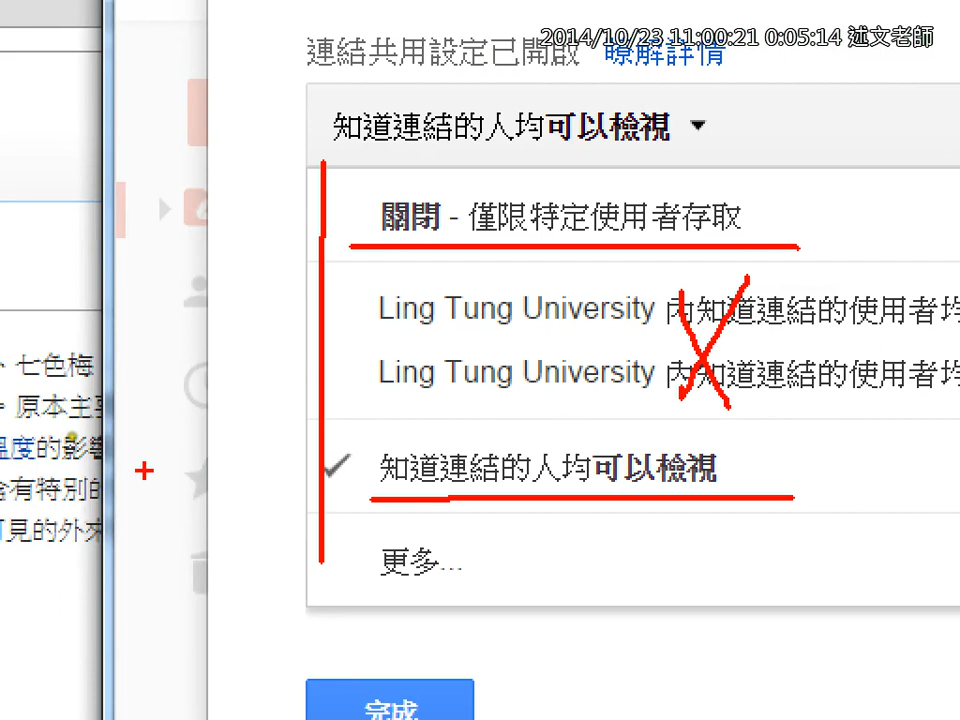 2014/10/23 11:00:21 0:05:14 述文老師
連結共用設定已開啟 瞭解詳情
知道連結的人均可以檢視
關閉 - 僅限特定使用者存取
Ling Tung University 內知道連結的使用者均
Ling Tung University 內知道連結的使用者均
知道連結的人均可以檢視
更多...
完成
、七色梅
原本主要
溫度的影響
含有特別的
可見的外來